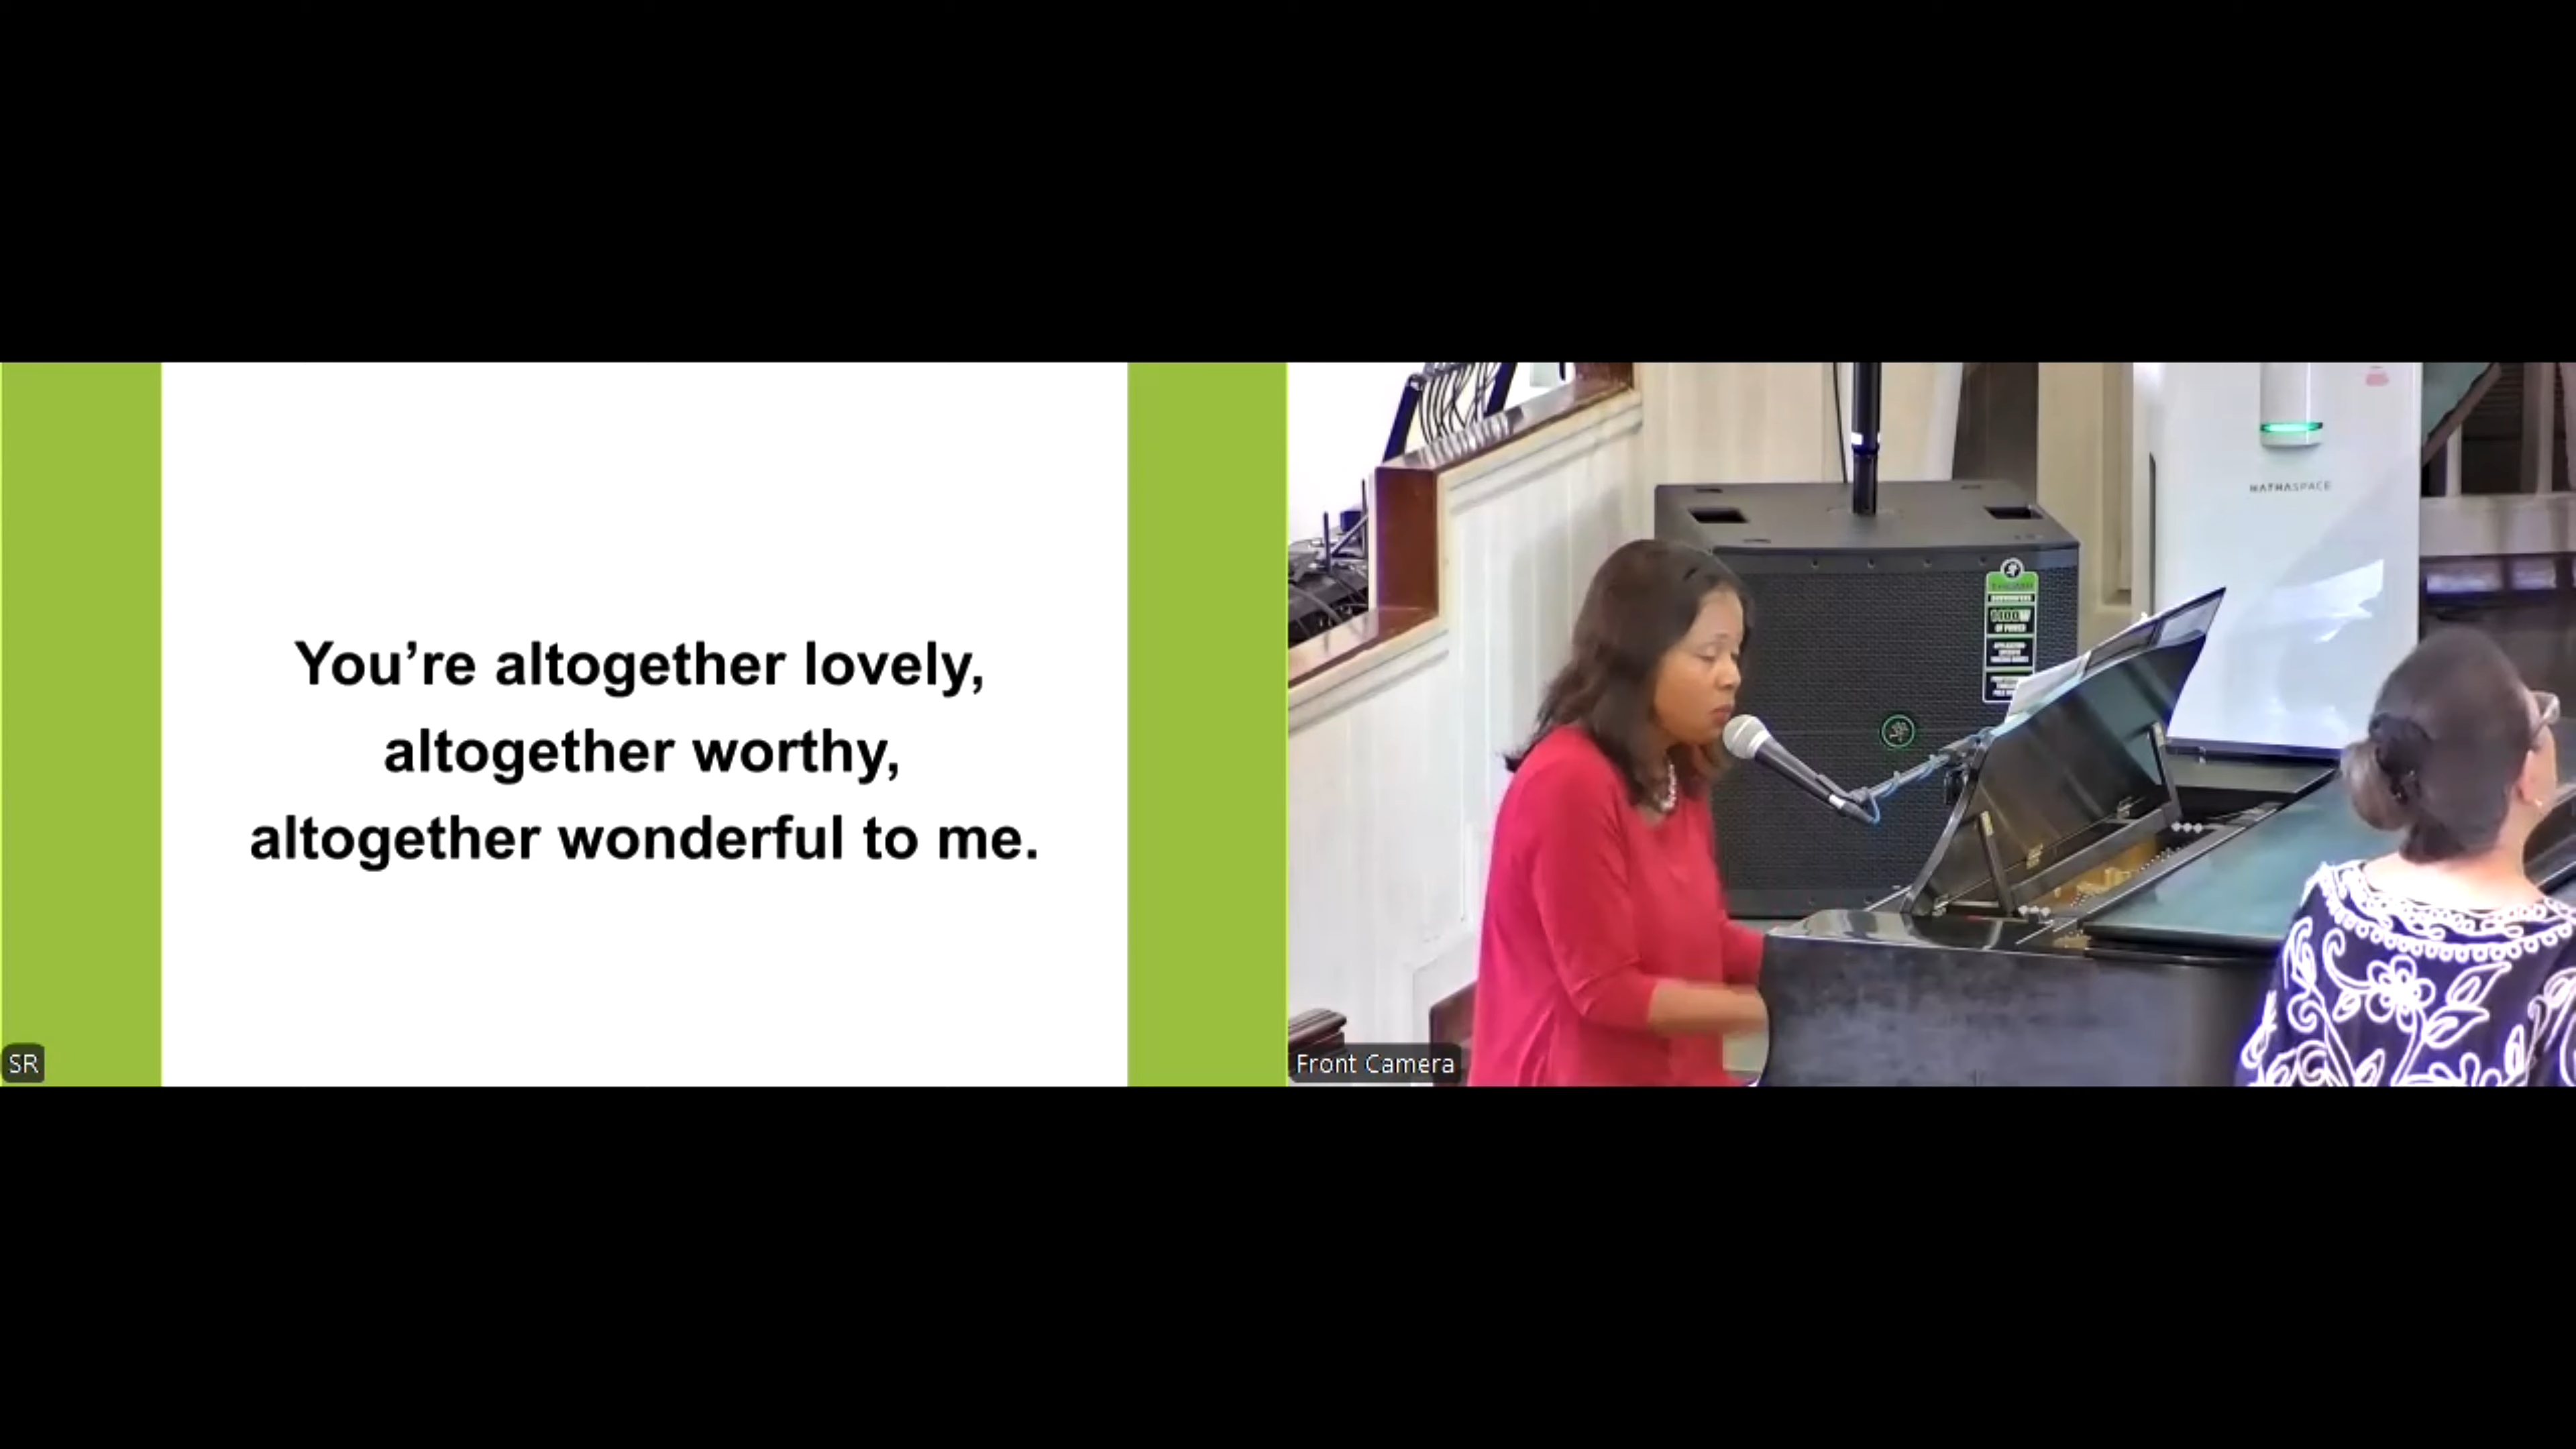 You’re altogether lovely,
altogether worthy,
altogether wonderful to me.
SR
Front Camera